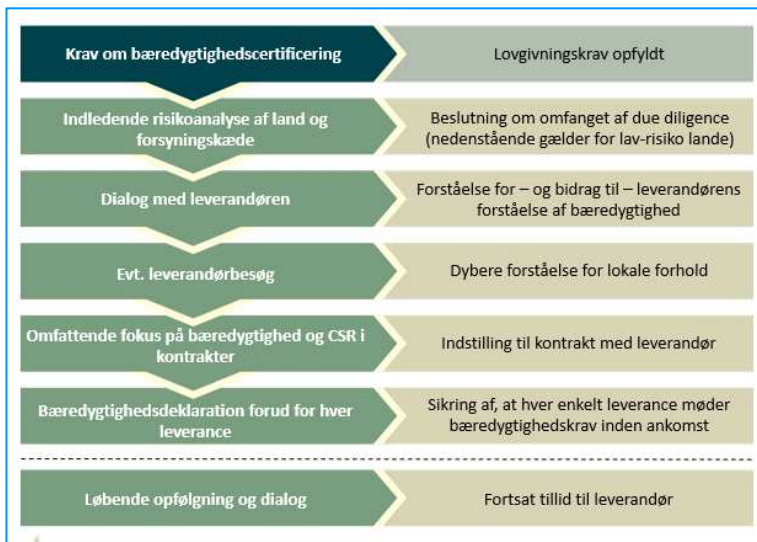 Krav om bæredygtighedscertificering
Lovgivningskrav opfyldt
Indledende risikoanalyse af land og
forsyningskæde
Beslutning om omfanget af due diligence
(nedenstående gælder for lav-risiko lande)
Dialog med leverandøren
Forståelse for – og bidrag til – leverandørens
forståelse af bæredygtighed
Evt. leverandørbesøg
Dybere forståelse for lokale forhold
Omfattende fokus på bæredygtighed og CSR i
kontrakter
Indstilling til kontrakt med leverandør
Bæredygtighedsdeklaration forud for hver
leverance
Sikring af, at hver enkelt leverance møder
bæredygtighedskrav inden ankomst
Løbende opfølgning og dialog
Fortsat tillid til leverandør